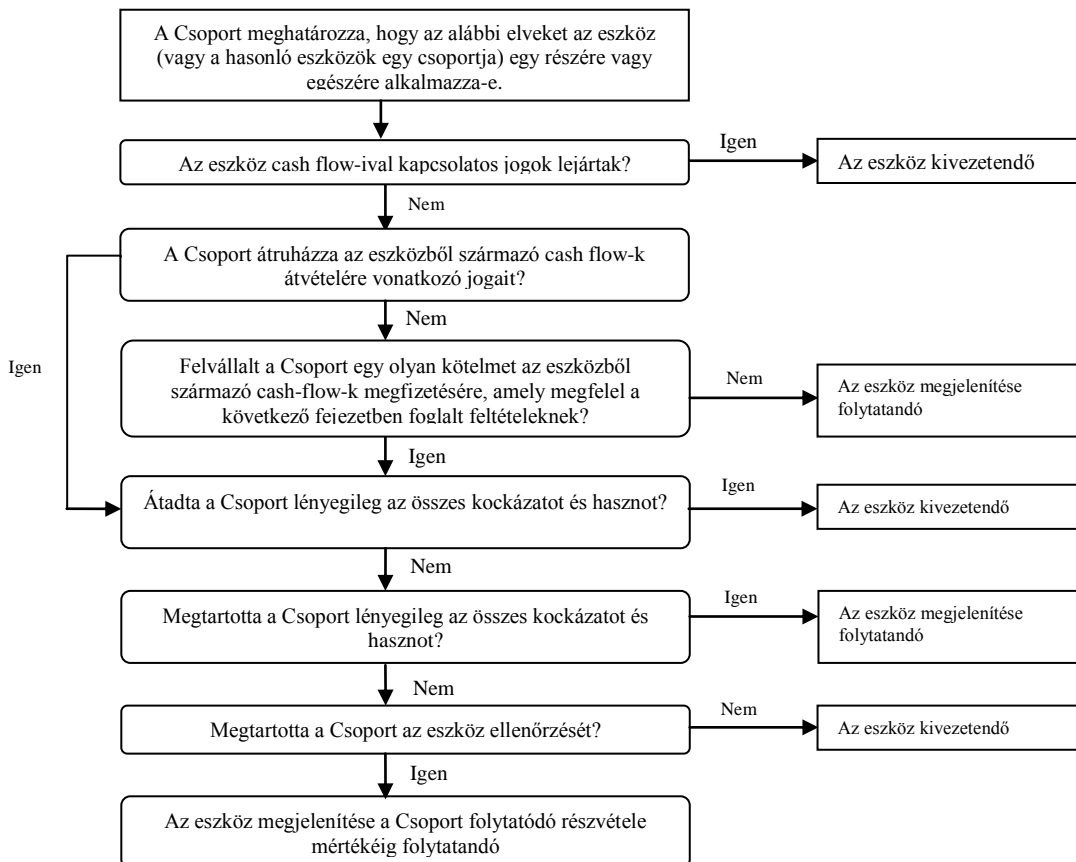 A Csoport meghatározza, hogy az alábbi elveket az eszköz
(vagy a hasonló eszközök egy csoportja) egy részére vagy
egészére alkalmazza-e.
Az eszköz cash flow-ival kapcsolatos jogok lejártak?
Igen
Az eszköz kivezetendő
Nem
A Csoport átruházza az eszközből származó cash flow-k
átvételére vonatkozó jogait?
Igen
Nem
Felvállalt a Csoport egy olyan kötelmet az eszközből
származó cash-flow-k megfizetésére, amely megfelel a
következő fejezetben foglalt feltételeknek?
Nem
Az eszköz megjelenítése
folytatandó
Igen
Átadta a Csoport lényegileg az összes kockázatot és hasznot?
Igen
Az eszköz kivezetendő
Nem
Megtartotta a Csoport lényegileg az összes kockázatot és
hasznot?
Igen
Az eszköz megjelenítése
folytatandó
Nem
Megtartotta a Csoport az eszköz ellenőrzését?
Nem
Az eszköz kivezetendő
Igen
Az eszköz megjelenítése a Csoport folytatódó részvétele
mértékéig folytatandó